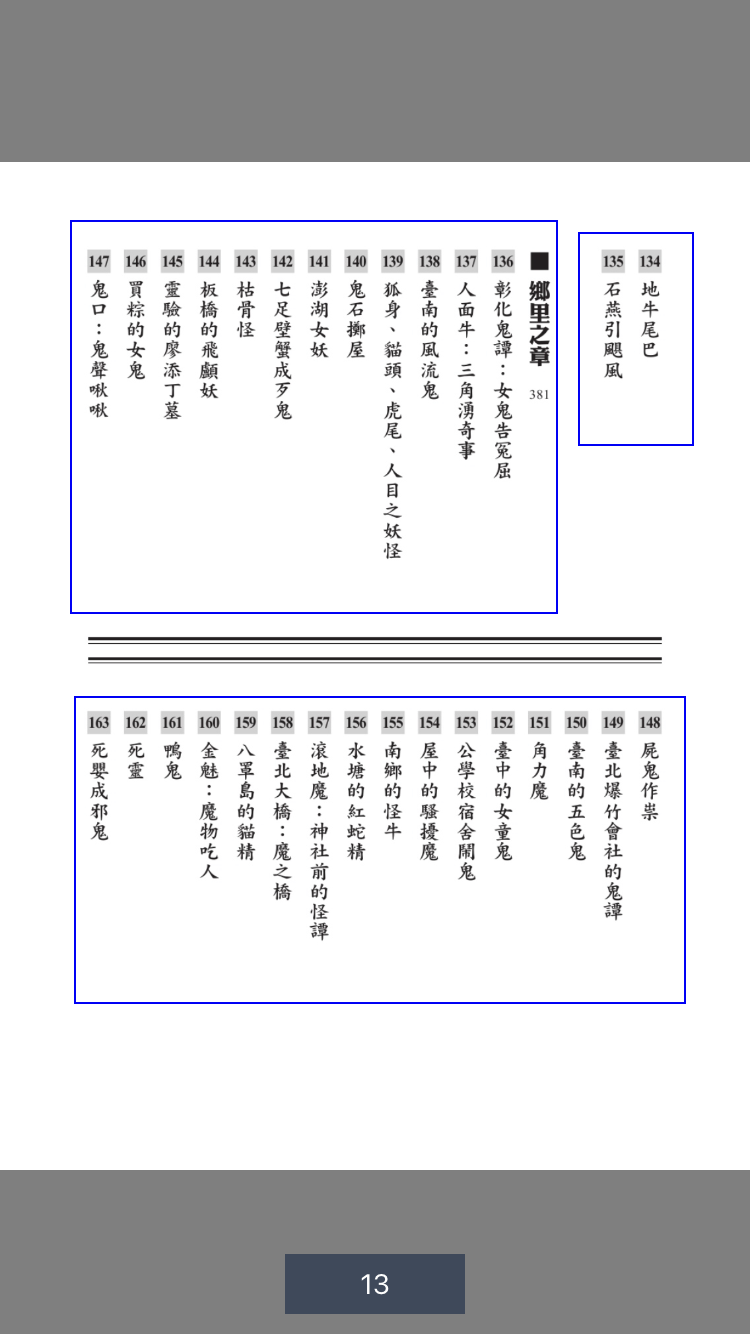 134 地牛尾巴
135 石燕引颶風
■鄉里之章 381
136 彰化鬼譚：女鬼告冤屈
137 人面牛：三角湧奇事
138 臺南的風流鬼
139 狐身、貓頭、虎尾、人目之妖怪
140 鬼石擲屋
141 澎湖女妖
142 七足壁蟹成歹鬼
143 枯骨怪
144 板橋的飛顱妖
145 靈驗的廖添丁墓
146 買粽的女鬼
147 鬼口：鬼聲啾啾
148 屍鬼作祟
149 臺北爆竹會社的鬼譚
150 臺南的五色鬼
151 角力魔
152 臺中的女童鬼
153 公學校宿舍鬧鬼
154 屋中的騷擾魔
155 南鄉的怪牛
156 水塘的紅蛇精
157 滾地魔：神社前的怪譚
158 臺北大橋：魔之橋
159 八罩島的貓精
160 金魅：魔物吃人
161 鴨鬼
162 死靈
163 死嬰成邪鬼
13